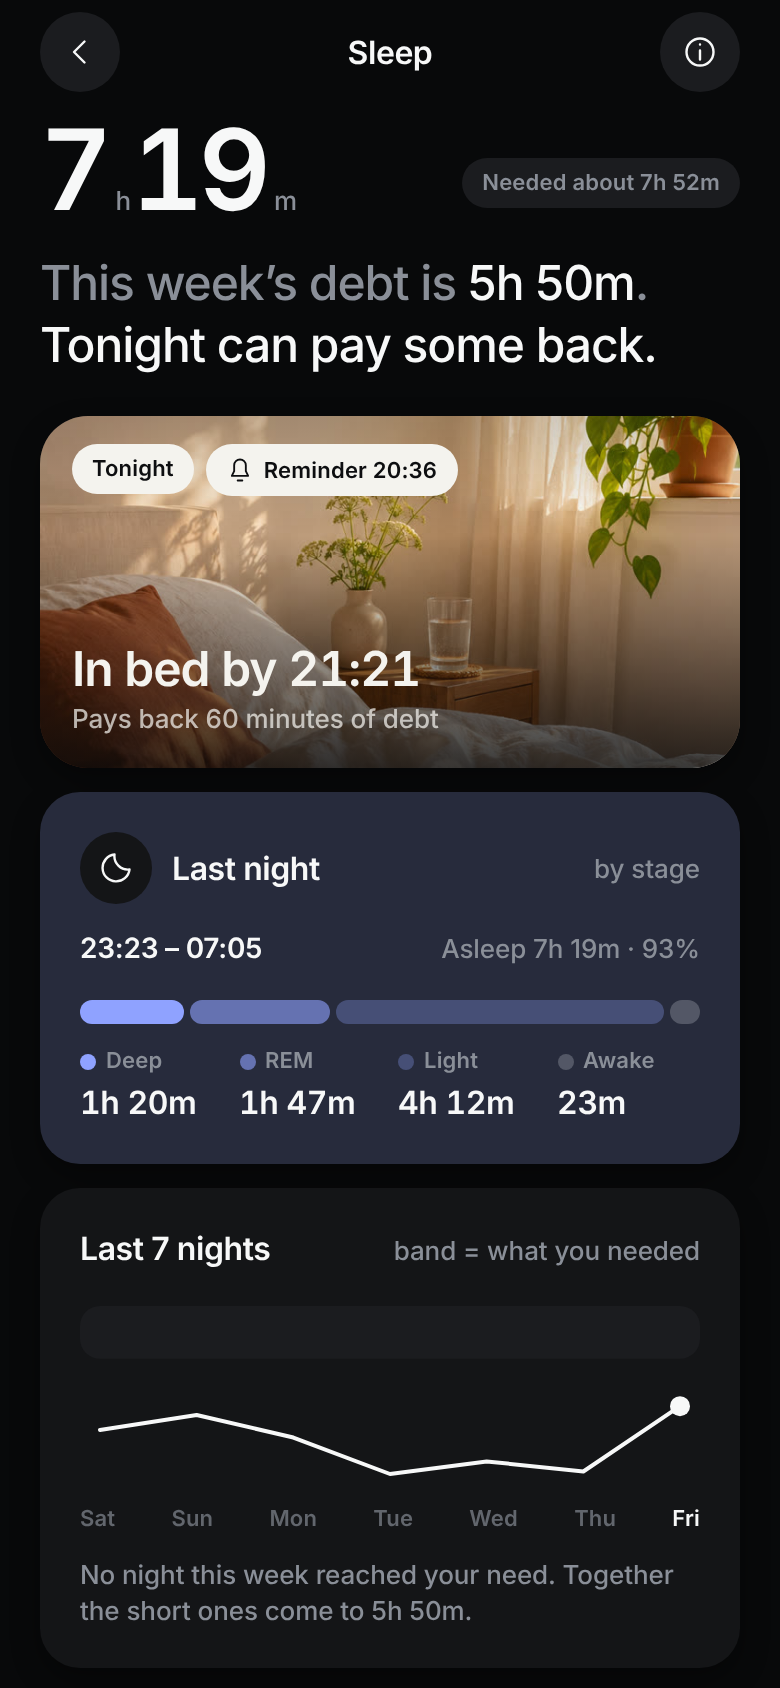 Sleep
7h 19m
Needed about 7h 52m
This week’s debt is 5h 50m.
Tonight can pay some back.
Tonight
Reminder 20:36
In bed by 21:21
Pays back 60 minutes of debt
Last night
by stage
23:23 – 07:05
Asleep 7h 19m · 93%
Deep
REM
Light
Awake
1h 20m
1h 47m
4h 12m
23m
Last 7 nights
band = what you needed
Sat
Sun
Mon
Tue
Wed
Thu
Fri
No night this week reached your need. Together
the short ones come to 5h 50m.